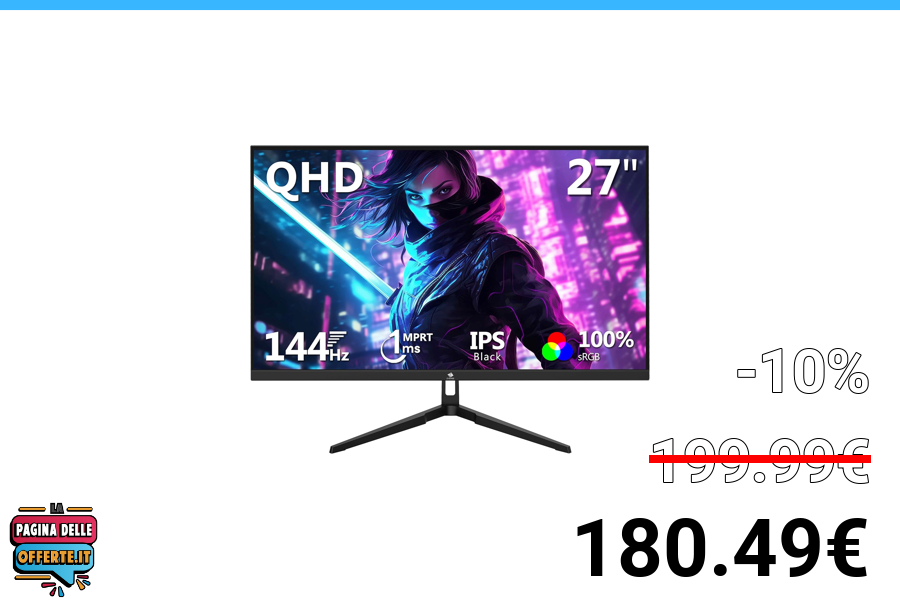 QHD
27"
144Hz
1 MPRT
ms
IPS
Black
100%
sRGB
-10%
199.99€
180.49€
LA
PAGINA DELLE
OFFERTE.IT